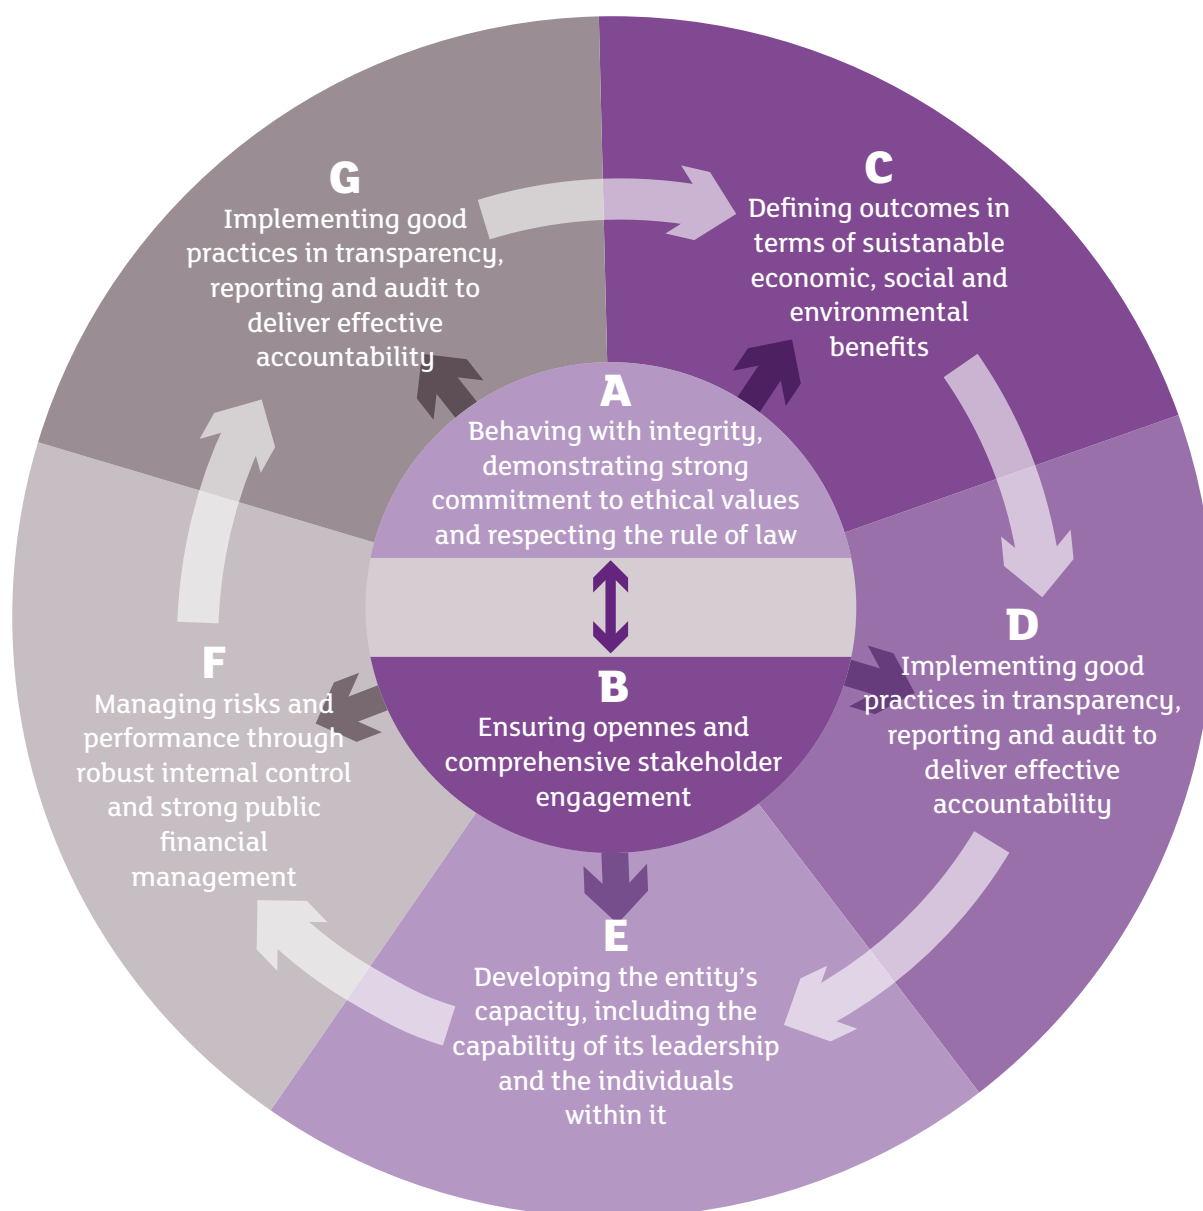 G
Implementing good
practices in transparency,
reporting and audit to
deliver effective
accountability
C
Defining outcomes in
terms of suistanable
economic, social and
environmental
benefits
A
Behaving with integrity,
demonstrating strong
commitment to ethical values
and respecting the rule of law
B
Ensuring opennes and
comprehensive stakeholder
engagement
D
Implementing good
practices in transparency,
reporting and audit to
deliver effective
accountability
F
Managing risks and
performance through
robust internal control
and strong public
financial
management
E
Developing the entity's
capacity, including the
capability of its leadership
and the individuals
within it